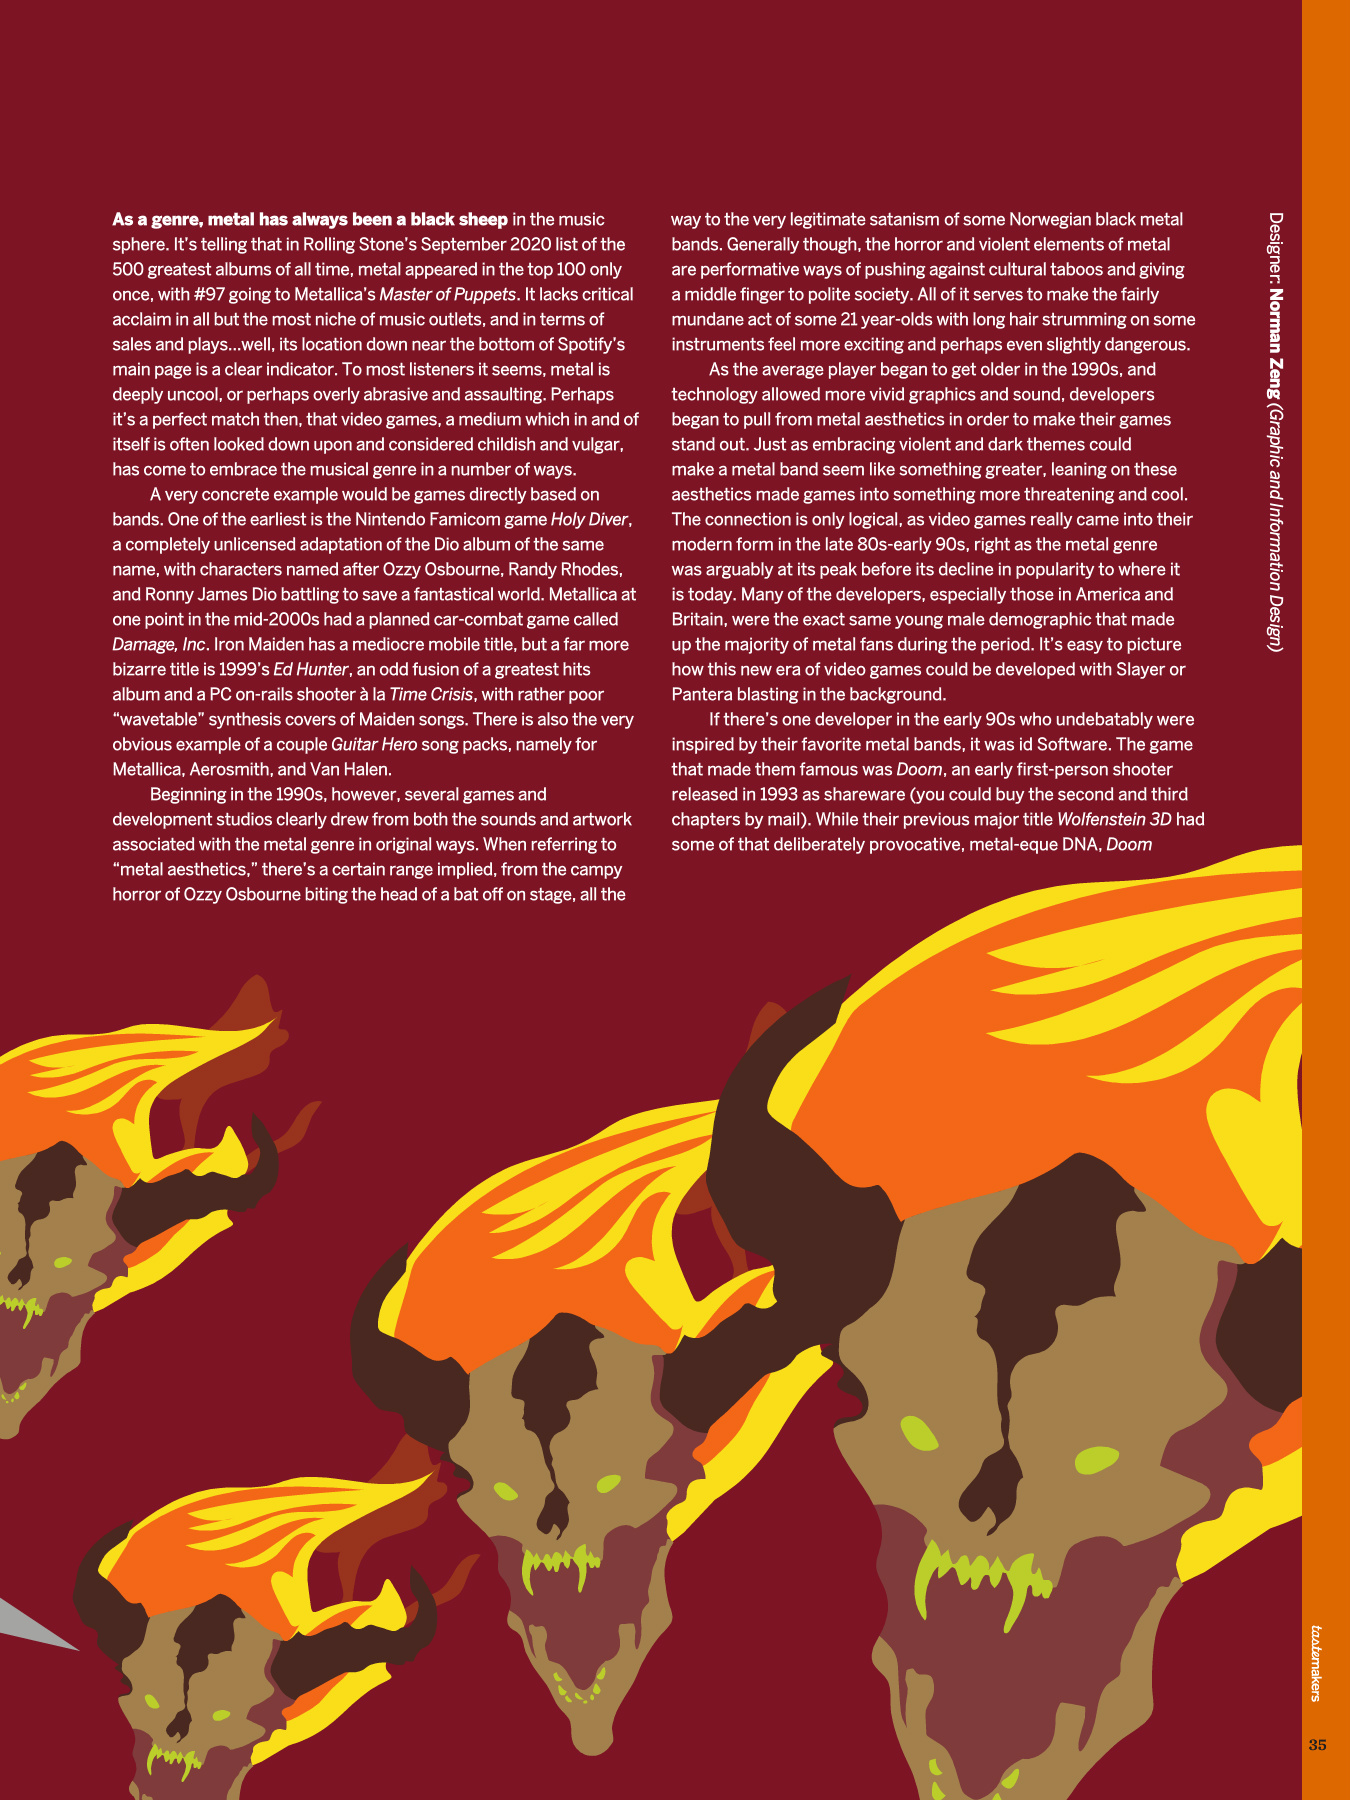 As a genre, metal has always been a black sheep in the music
sphere. It's telling that in Rolling Stone's September 2020 list of the
500 greatest albums of all time, metal appeared in the top 100 only
once, with #97 going to Metallica's Master of Puppets. It lacks critical
acclaim in all but the most niche of music outlets, and in terms of
sales and plays...well, its location down near the bottom of Spotify's
main page is a clear indicator. To most listeners it seems, metal is
deeply uncool, or perhaps overly abrasive and assaulting. Perhaps
it's a perfect match then, that video games, a medium which in and of
itself is often looked down upon and considered childish and vulgar,
has come to embrace the musical genre in a number of ways.
A very concrete example would be games directly based on
bands. One of the earliest is the Nintendo Famicom game Holy Diver,
a completely unlicensed adaptation of the Dio album of the same
name, with characters named after Ozzy Osbourne, Randy Rhodes,
and Ronny James Dio battling to save a fantastical world. Metallica at
one point in the mid-2000s had a planned car-combat game called
Damage, Inc. Iron Maiden has a mediocre mobile title, but a far more
bizarre title is 1999's Ed Hunter, an odd fusion of a greatest hits
album and a PC on-rails shooter à la Time Crisis, with rather poor
“wavetable” synthesis covers of Maiden songs. There is also the very
obvious example of a couple Guitar Hero song packs, namely for
Metallica, Aerosmith, and Van Halen.
Beginning in the 1990s, however, several games and
development studios clearly drew from both the sounds and artwork
associated with the metal genre in original ways. When referring to
“metal aesthetics,” there's a certain range implied, from the campy
horror of Ozzy Osbourne biting the head of a bat off on stage, all the
way to the very legitimate satanism of some Norwegian black metal
bands. Generally though, the horror and violent elements of metal
are performative ways of pushing against cultural taboos and giving
a middle finger to polite society. All of it serves to make the fairly
mundane act of some 21 year-olds with long hair strumming on some
instruments feel more exciting and perhaps even slightly dangerous.
As the average player began to get older in the 1990s, and
technology allowed more vivid graphics and sound, developers
began to pull from metal aesthetics in order to make their games
stand out. Just as embracing violent and dark themes could
make a metal band seem like something greater, leaning on these
aesthetics made games into something more threatening and cool.
The connection is only logical, as video games really came into their
modern form in the late 80s-early 90s, right as the metal genre
was arguably at its peak before its decline in popularity to where it
is today. Many of the developers, especially those in America and
Britain, were the exact same young male demographic that made
up the majority of metal fans during the period. It's easy to picture
how this new era of video games could be developed with Slayer or
Pantera blasting in the background.
If there's one developer in the early 90s who undebatably were
inspired by their favorite metal bands, it was id Software. The game
that made them famous was Doom, an early first-person shooter
released in 1993 as shareware (you could buy the second and third
chapters by mail). While their previous major title Wolfenstein 3D had
some of that deliberately provocative, metal-eque DNA, Doom
Designer: Norman Zeng (Graphic and Information Design)
tastemakers
35